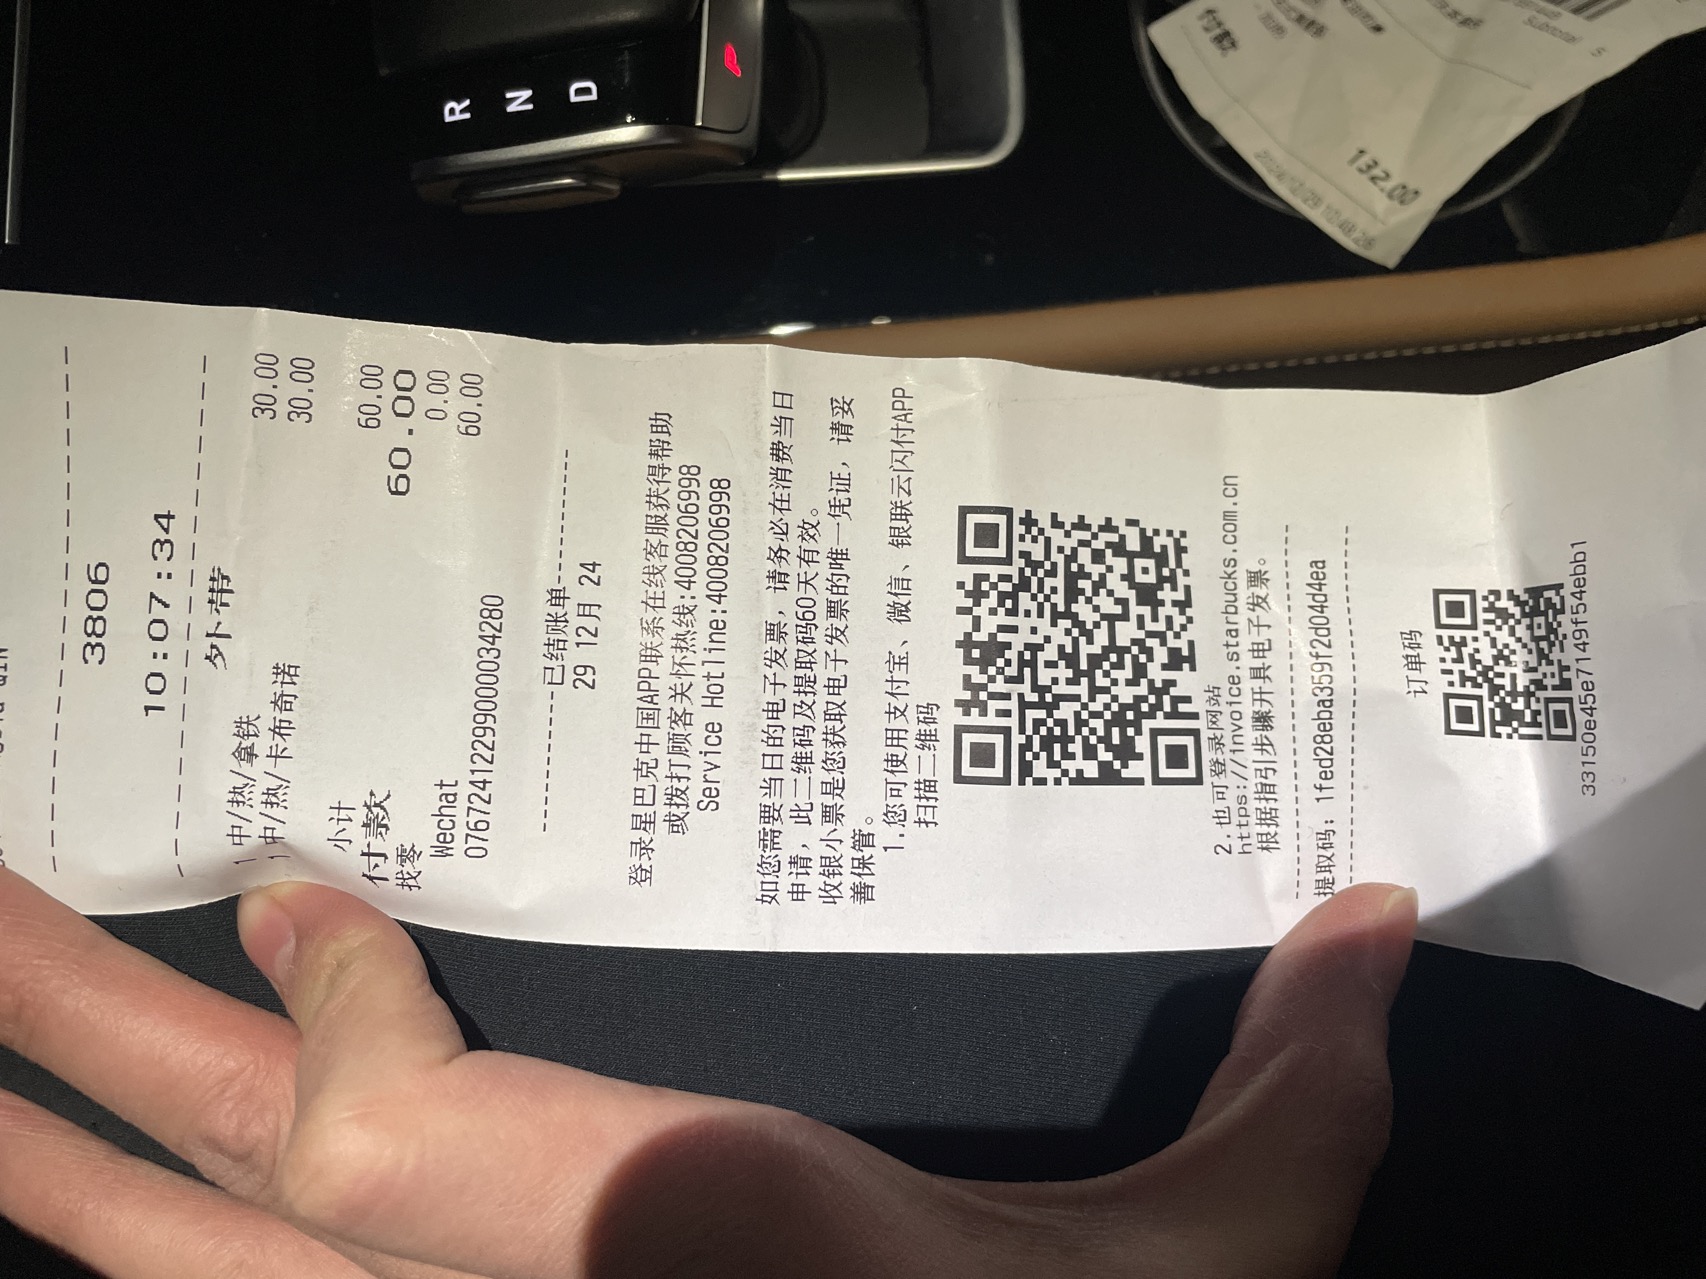 3806
10:07:34
外带
1 中/热/拿铁 30.00
1 中/热/卡布奇诺 30.00
小计 60.00
付款 60.00
找零 0.00
Wechat 60.00
07672412299000034280
--------已结账单--------
29 12月 24
登录星巴克中国APP联系在线客服获得帮助
或拨打顾客关怀热线:4008206998
Service Hotline:4008206998
如您需要当日的电子发票，请务必在消费当日
申请，此二维码及提取码60天有效。
收银小票是您获取电子发票的唯一凭证，请妥
善保管。
1.您可使用支付宝、微信、银联云闪付APP
扫描二维码
2.也可登录网站
https://invoice.starbucks.com.cn
根据指引步骤开具电子发票。
提取码: 1fed28eba359f2d04d4ea
订单码
33150e45e7149f54ebb1
R
N
D
P
付款
132.00
Subtotal 5